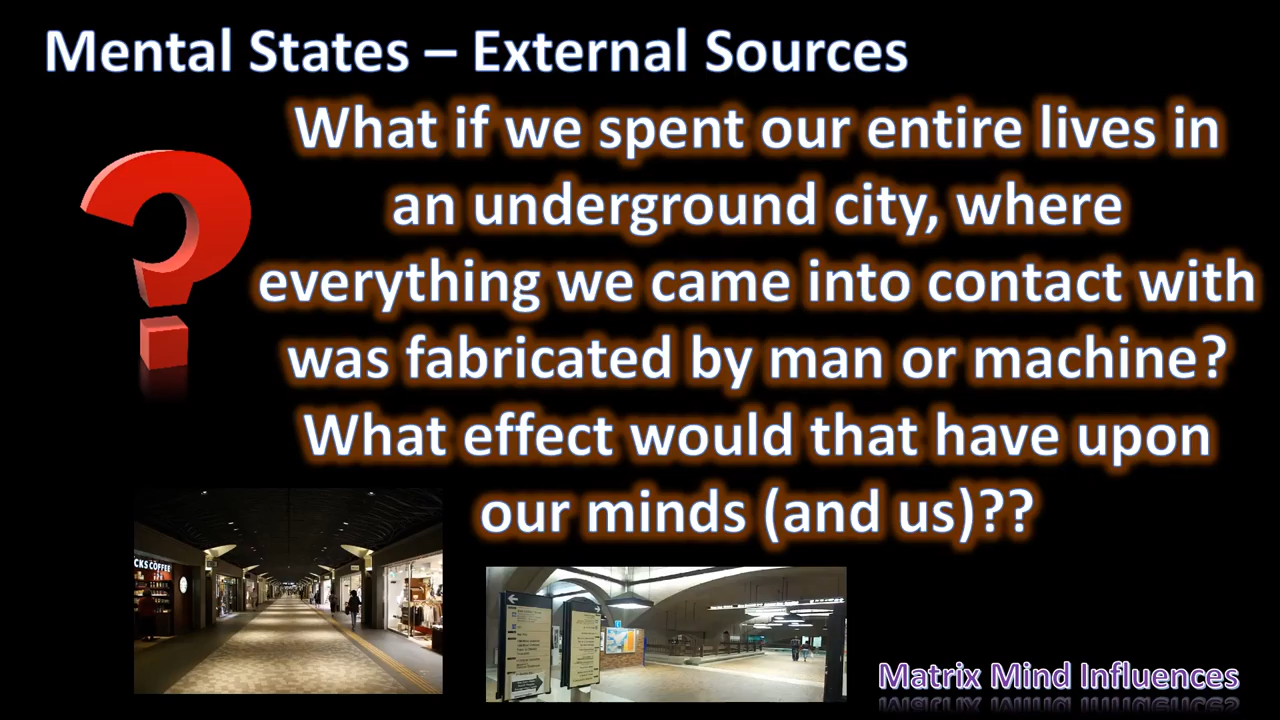 Mental States – External Sources
What if we spent our entire lives in
an underground city, where
everything we came into contact with
was fabricated by man or machine?
What effect would that have upon
our minds (and us)??
CKS COFFEE
Matrix Mind Influences